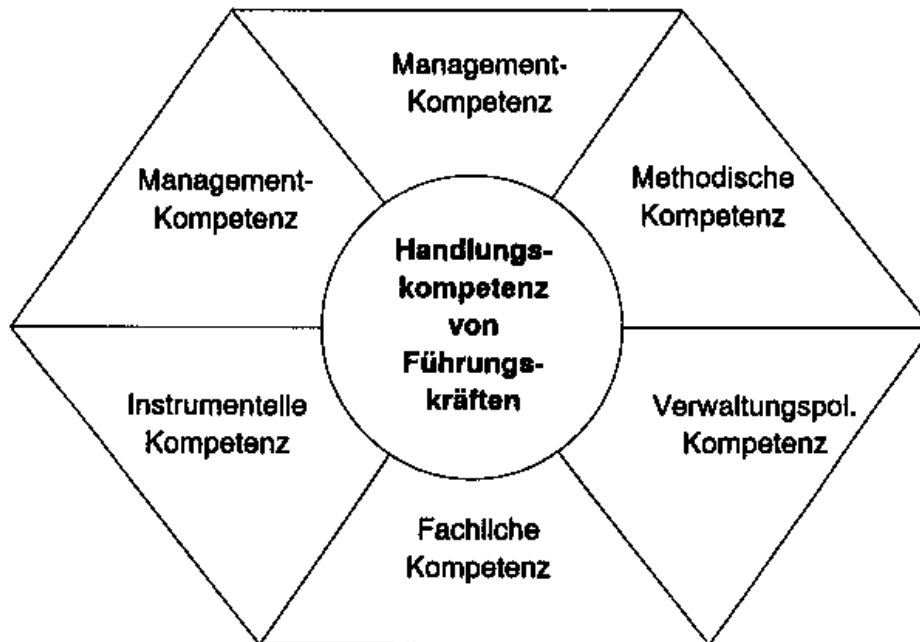 Management-
Kompetenz
Management-
Kompetenz
Methodische
Kompetenz
Handlungs-
kompetenz
von
Führungs-
kräften
Instrumentelle
Kompetenz
Verwaltungspol.
Kompetenz
Fachliche
Kompetenz